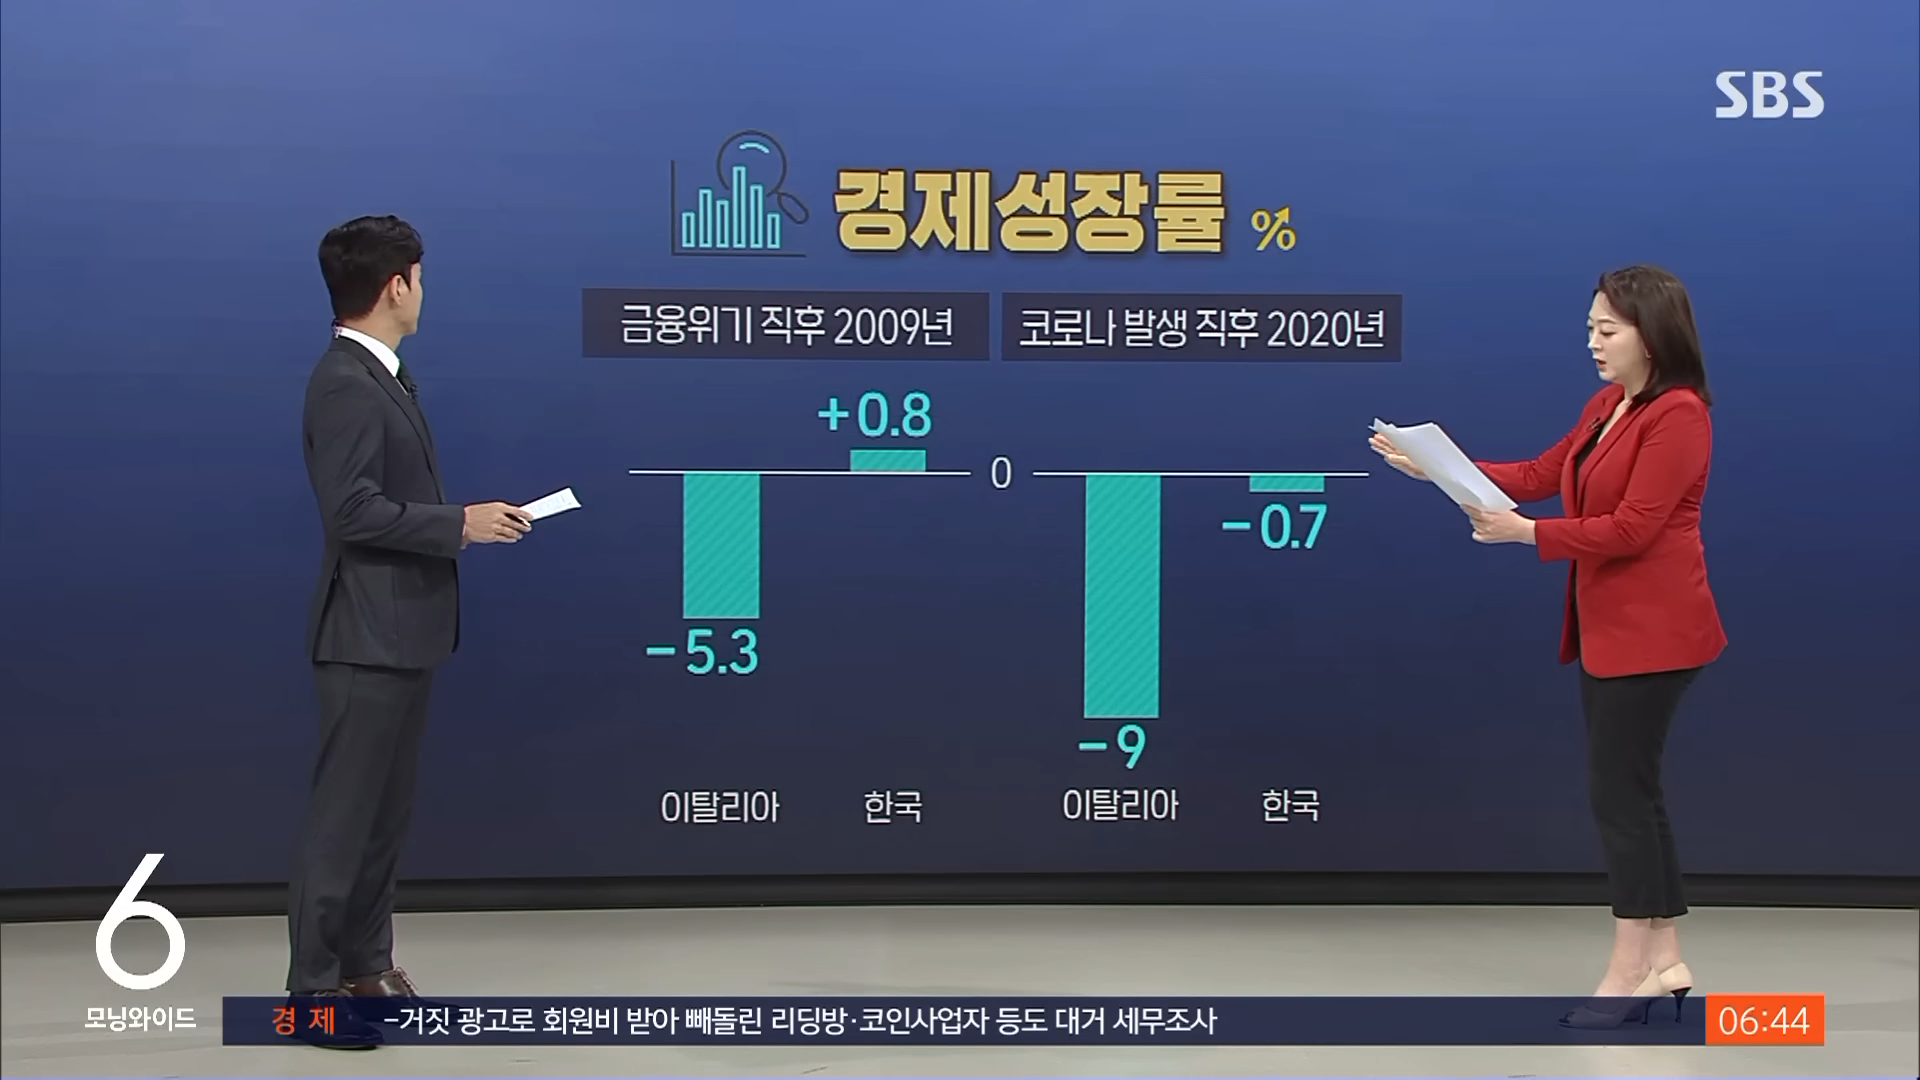 SBS
경제성장률 %
금융위기 직후 2009년
코로나 발생 직후 2020년
+0.8
0
-0.7
-5.3
-9
이탈리아
한국
이탈리아
한국
6
모닝와이드
경제
-거짓 광고로 회원비 받아 빼돌린 리딩방·코인사업자 등도 대거 세무조사
06:44